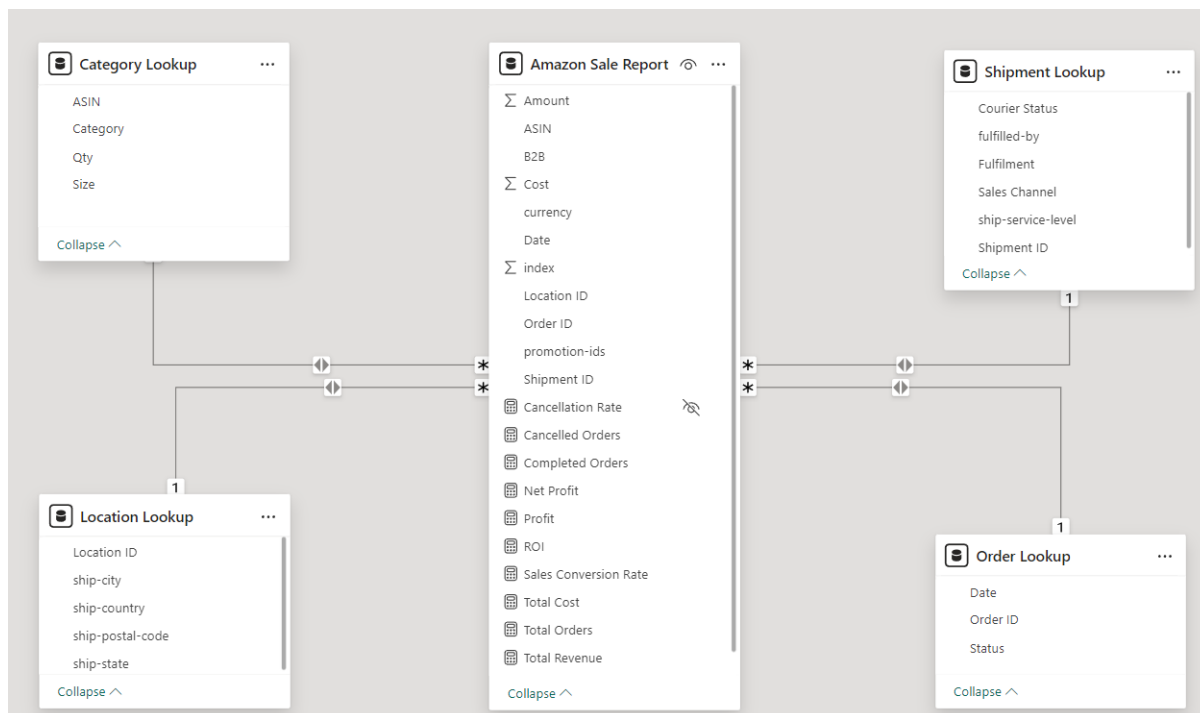 Category Lookup
ASIN
Category
Qty
Size
Collapse
Amazon Sale Report
Amount
ASIN
B2B
Cost
currency
Date
index
Location ID
Order ID
promotion-ids
Shipment ID
Cancellation Rate
Cancelled Orders
Completed Orders
Net Profit
Profit
ROI
Sales Conversion Rate
Total Cost
Total Orders
Total Revenue
Collapse
Shipment Lookup
Courier Status
fulfilled-by
Fulfilment
Sales Channel
ship-service-level
Shipment ID
Collapse
1
*
*
*
*
1
Location Lookup
Location ID
ship-city
ship-country
ship-postal-code
ship-state
Collapse
1
Order Lookup
Date
Order ID
Status
Collapse